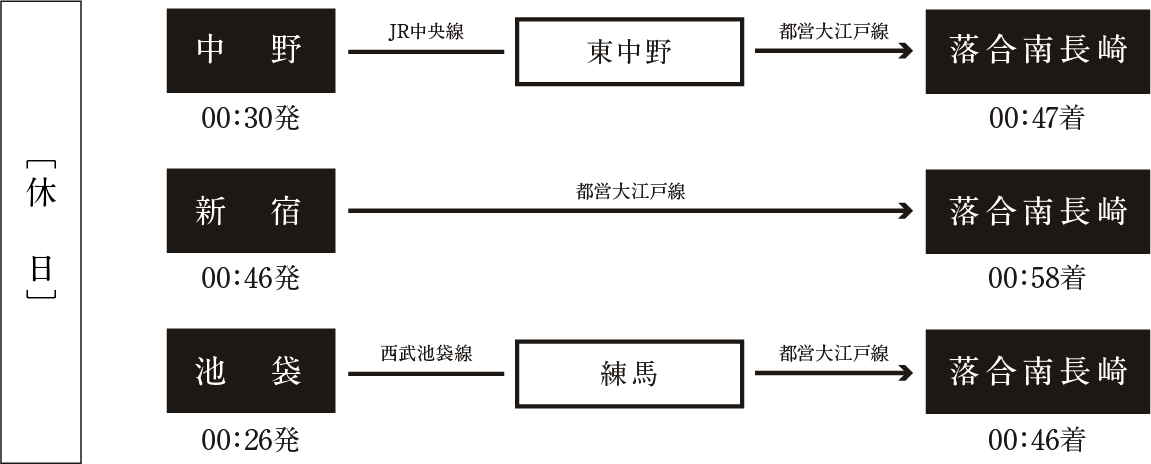 [休 日]
中 野
JR中央線
東中野
都営大江戸線
落合南長崎
00:30発
00:47着
新 宿
都営大江戸線
落合南長崎
00:46発
00:58着
池 袋
西武池袋線
練馬
都営大江戸線
落合南長崎
00:26発
00:46着